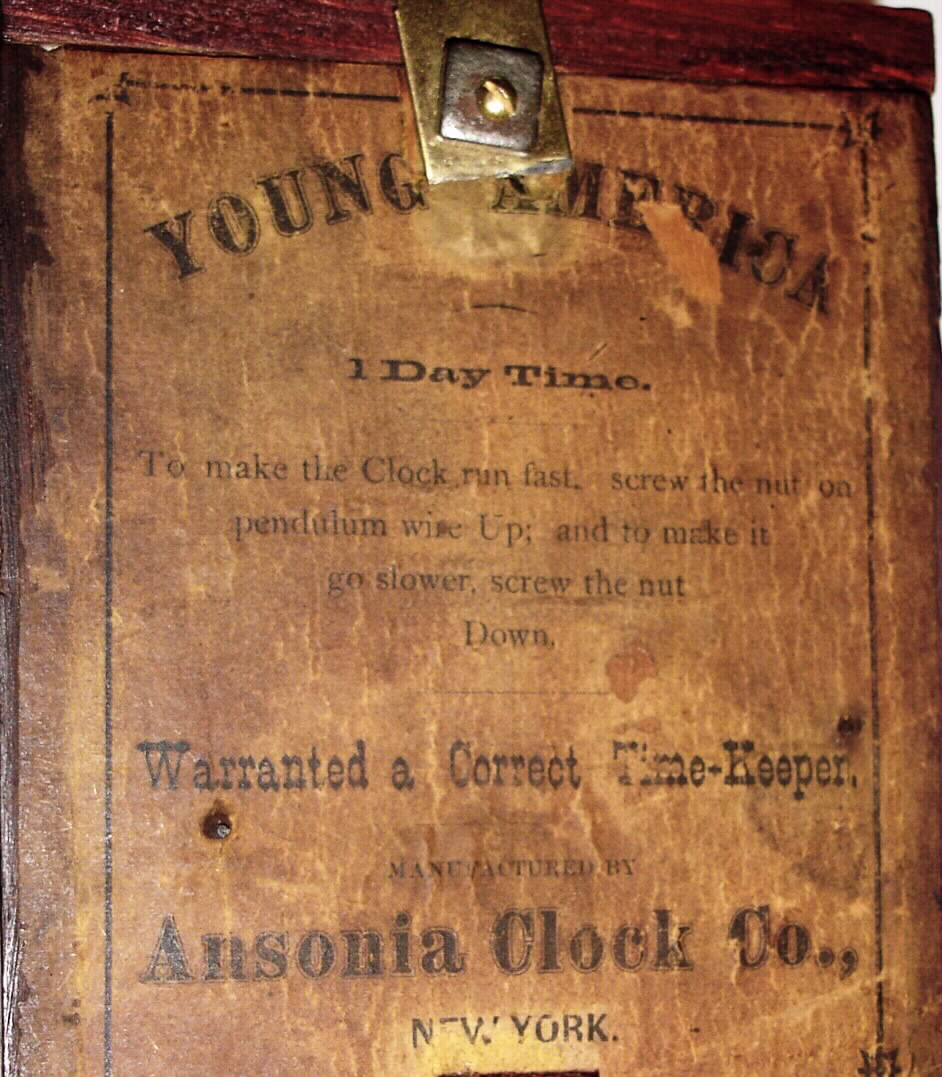 YOUNG AMERICA
1 Day Time.
To make the Clock run fast, screw the nut on
pendulum wire Up; and to make it
go slower, screw the nut
Down.
Warranted a Correct Time-Keeper.
MANUFACTURED BY
Ansonia Clock Co.,
NEW YORK.